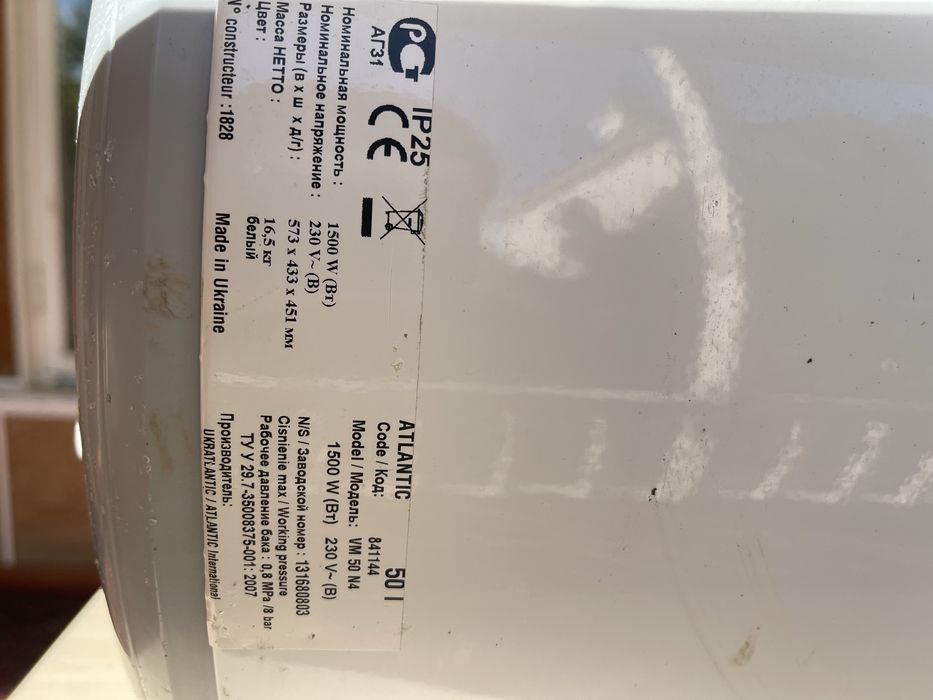 РСТ
АГ31
IP25
CE
Номинальная мощность : 1500 W (Вт)
Номинальное напряжение : 230 V~ (В)
Размеры (в х ш х д/г) : 573 x 433 x 451 мм
Масса НЕТТО : 16,5 кг
Цвет : белый
N° constructeur :1828 Made in Ukraine
ATLANTIC 50 l
Code / Код: 841144
Model / Модель: VM 50 N4
1500 W (Вт) 230 V~ (В)
N/S / Заводской номер : 131680803
Cisnienie max / Working pressure
Рабочее давление бака : 0,8 MPa /8 bar
ТУ У 29.7-35008375-001: 2007
Производитель:
UKRATLANTIC / ATLANTIC International